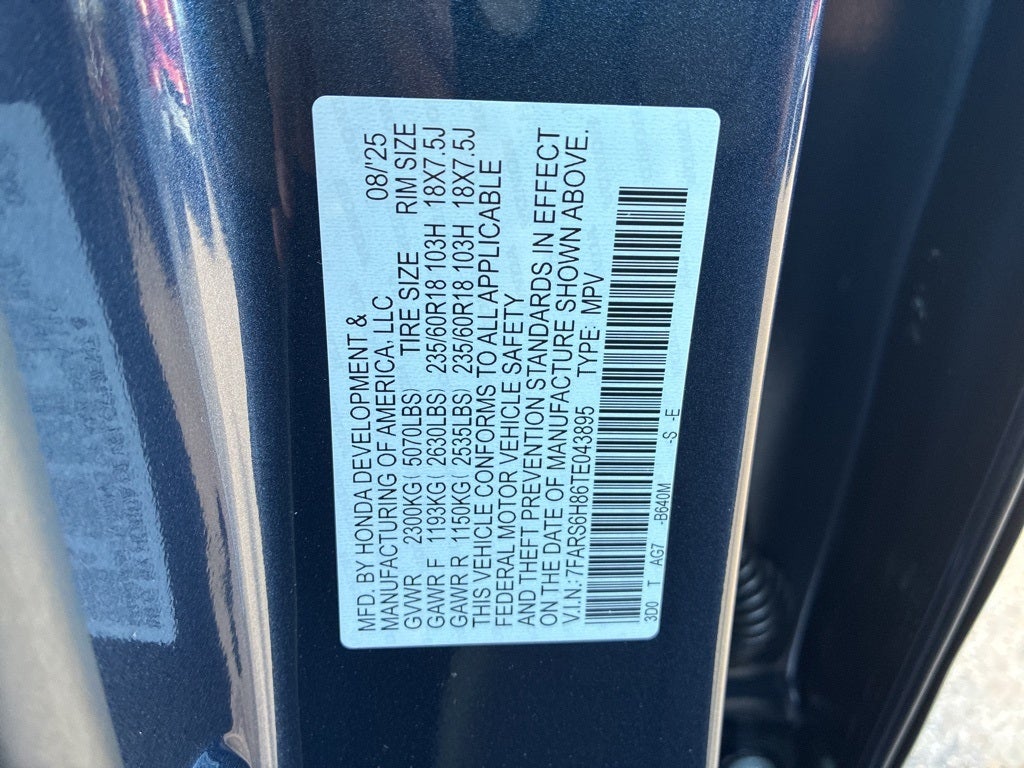 MFD. BY HONDA DEVELOPMENT &
MANUFACTURING OF AMERICA, LLC 08/'25
GVWR 2300KG ( 5070LBS) TIRE SIZE RIM SIZE
GAWR F 1193KG ( 2630LBS) 235/60R18 103H 18X7.5J
GAWR R 1150KG ( 2535LBS) 235/60R18 103H 18X7.5J
THIS VEHICLE CONFORMS TO ALL APPLICABLE
FEDERAL MOTOR VEHICLE SAFETY
AND THEFT PREVENTION STANDARDS IN EFFECT
ON THE DATE OF MANUFACTURE SHOWN ABOVE.
V.I.N.: 7FARS6H86TE043895 TYPE: MPV
3D0 T AG7 -B640M -S -E